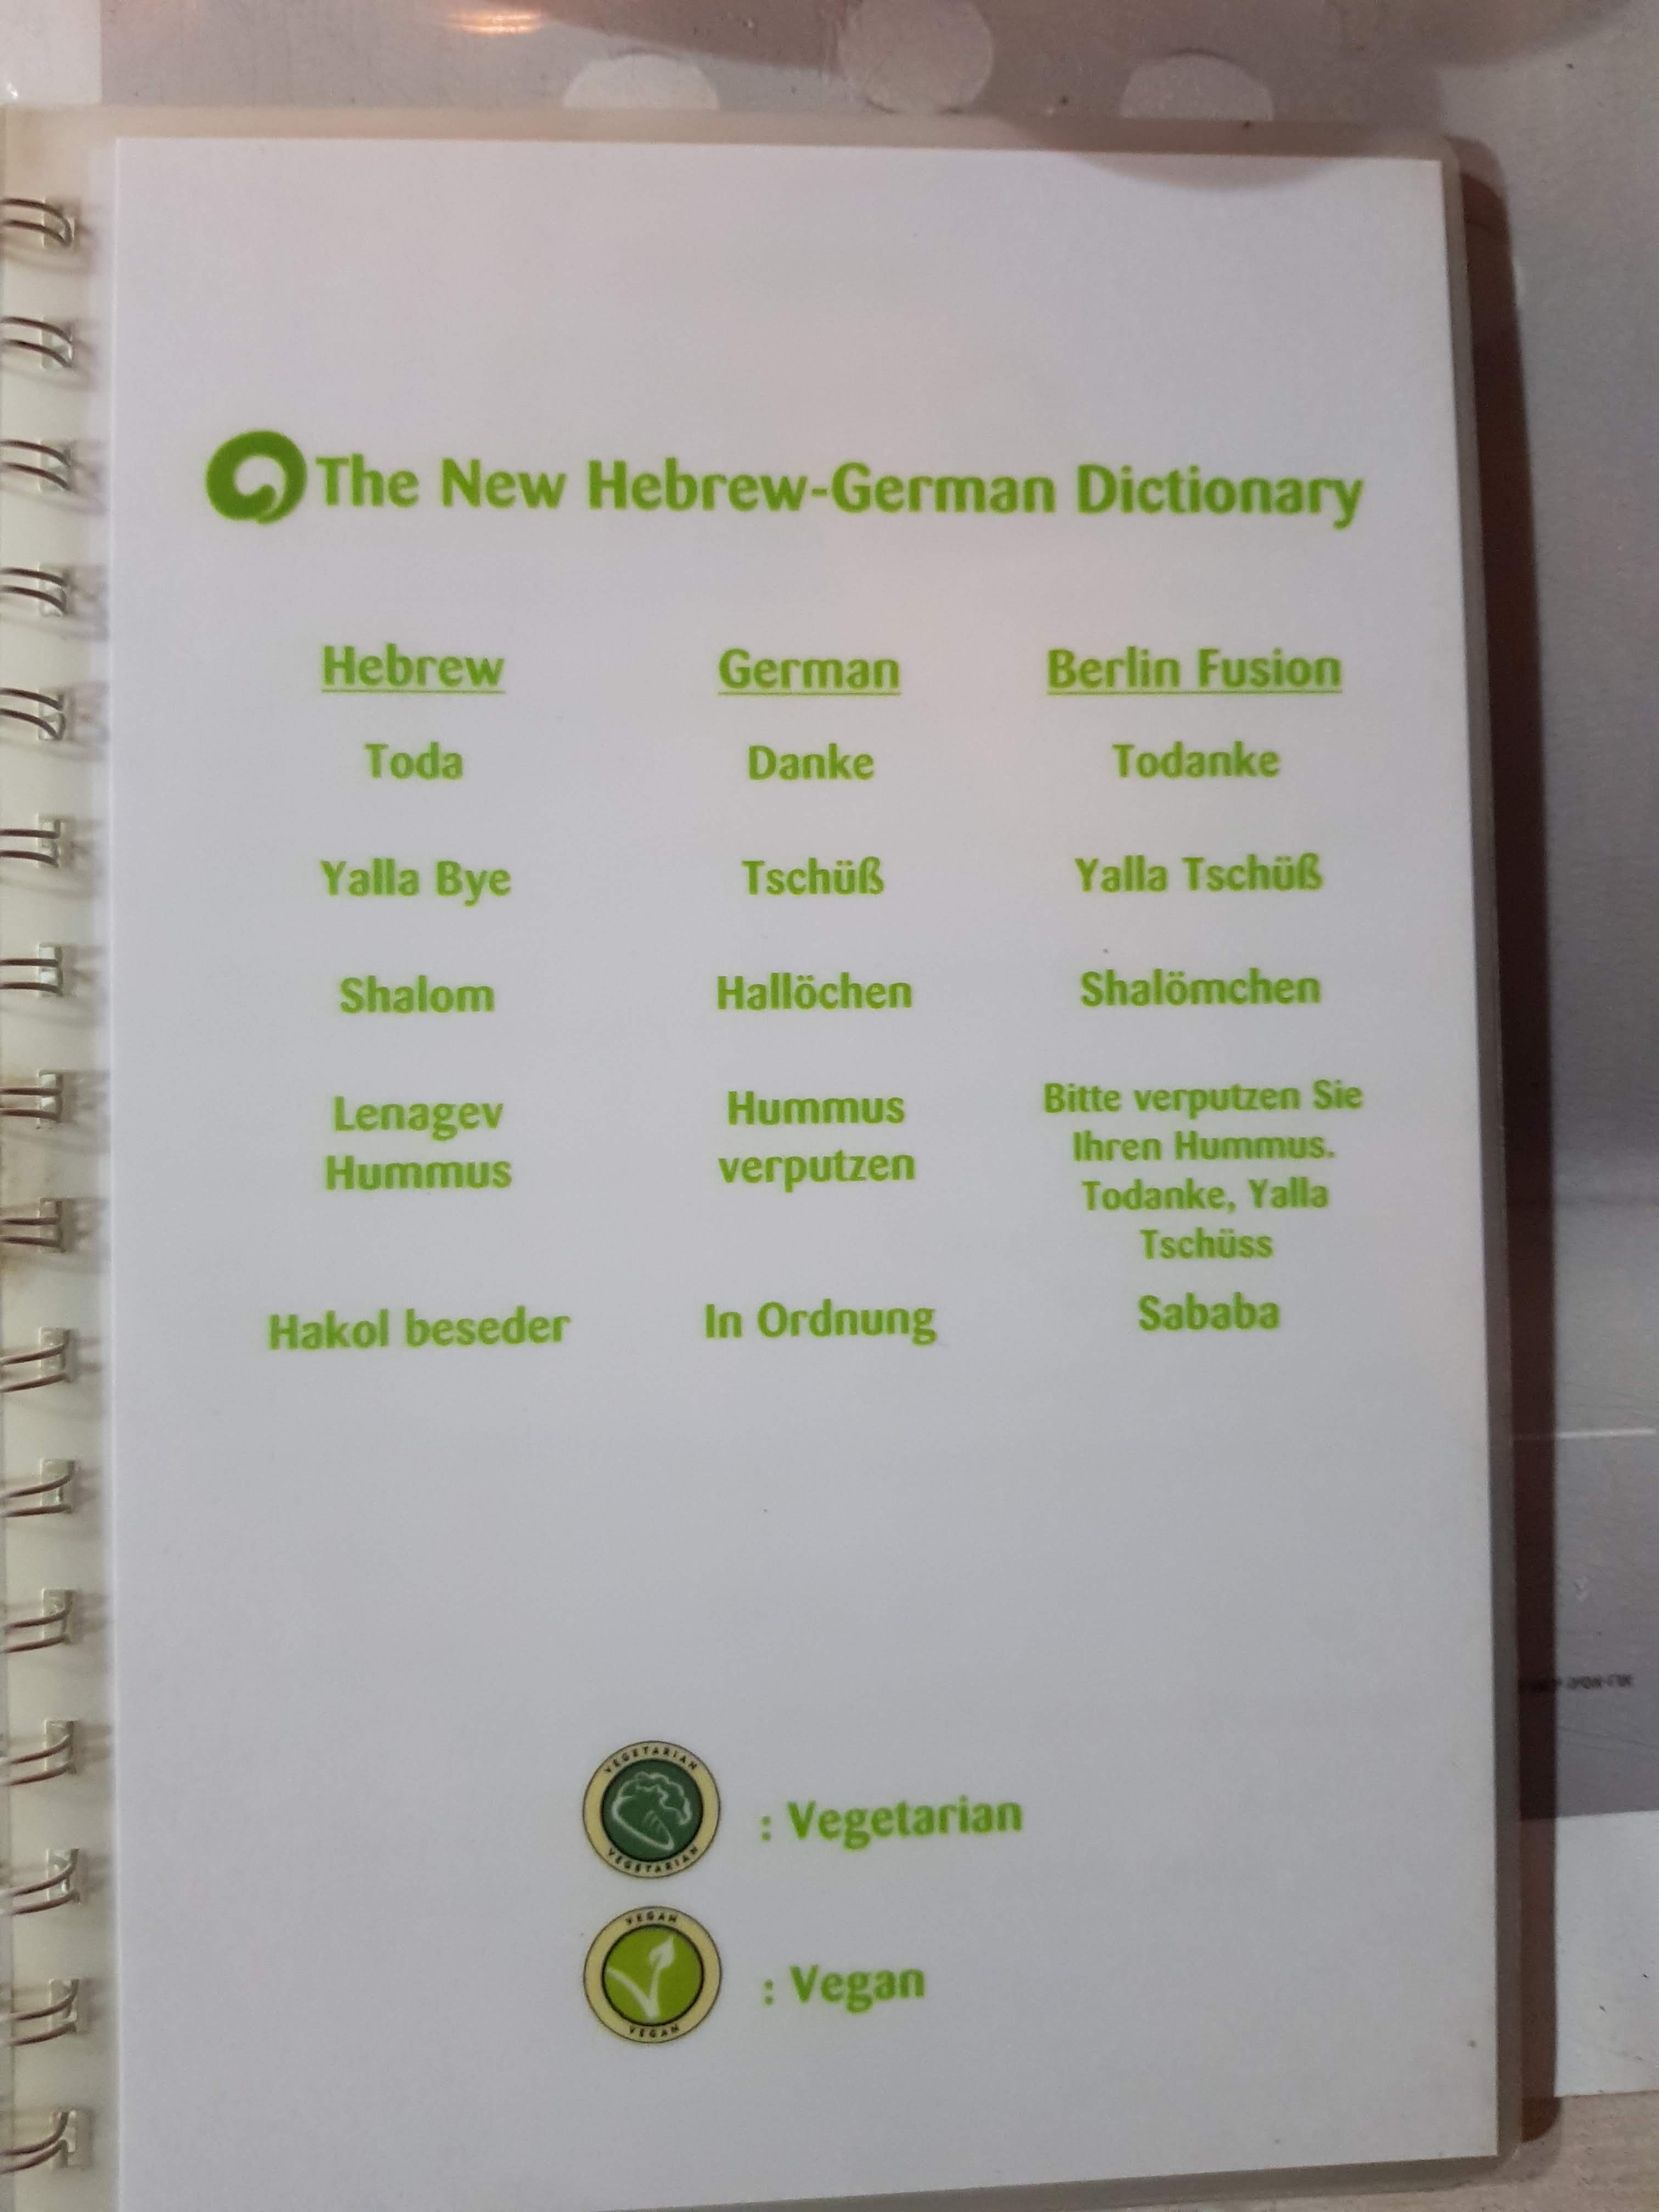 The New Hebrew-German Dictionary
Hebrew German Berlin Fusion
Toda Danke Todanke
Yalla Bye Tschüß Yalla Tschüß
Shalom Hallöchen Shalömchen
Lenagev Hummus
Hummus verputzen
Bitte verputzen Sie
Ihren Hummus.
Todanke, Yalla
Tschüss
Hakol beseder In Ordnung Sababa
VEGETARIAN
VEGETARIAN
: Vegetarian
VEGAN
VEGAN
: Vegan